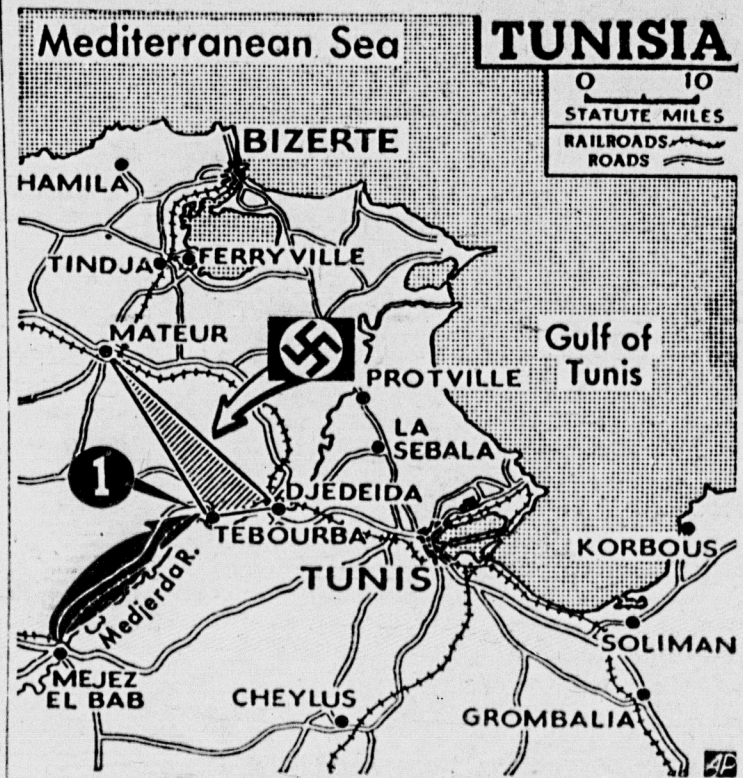 Mediterranean Sea
TUNISIA
0 10
STATUTE MILES
RAILROADS
ROADS
BIZERTE
HAMILA
TINDJA
FERRYVILLE
MATEUR
Gulf of
Tunis
PROTVILLE
LA
SEBALA
1
DJEDEIDA
TEBOURBA
KORBOUS
TUNIS
Medjerda R.
SOLIMAN
MEJEZ
EL BAB
CHEYLUS
GROMBALIA
AP